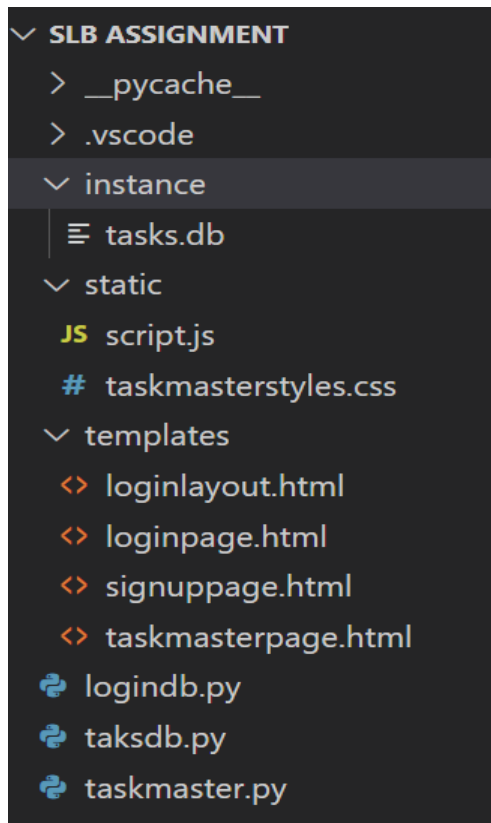 SLB ASSIGNMENT
__pycache__
.vscode
instance
tasks.db
static
JS script.js
# taskmasterstyles.css
templates
<> loginlayout.html
<> loginpage.html
<> signuppage.html
<> taskmasterpage.html
logindb.py
taksdb.py
taskmaster.py